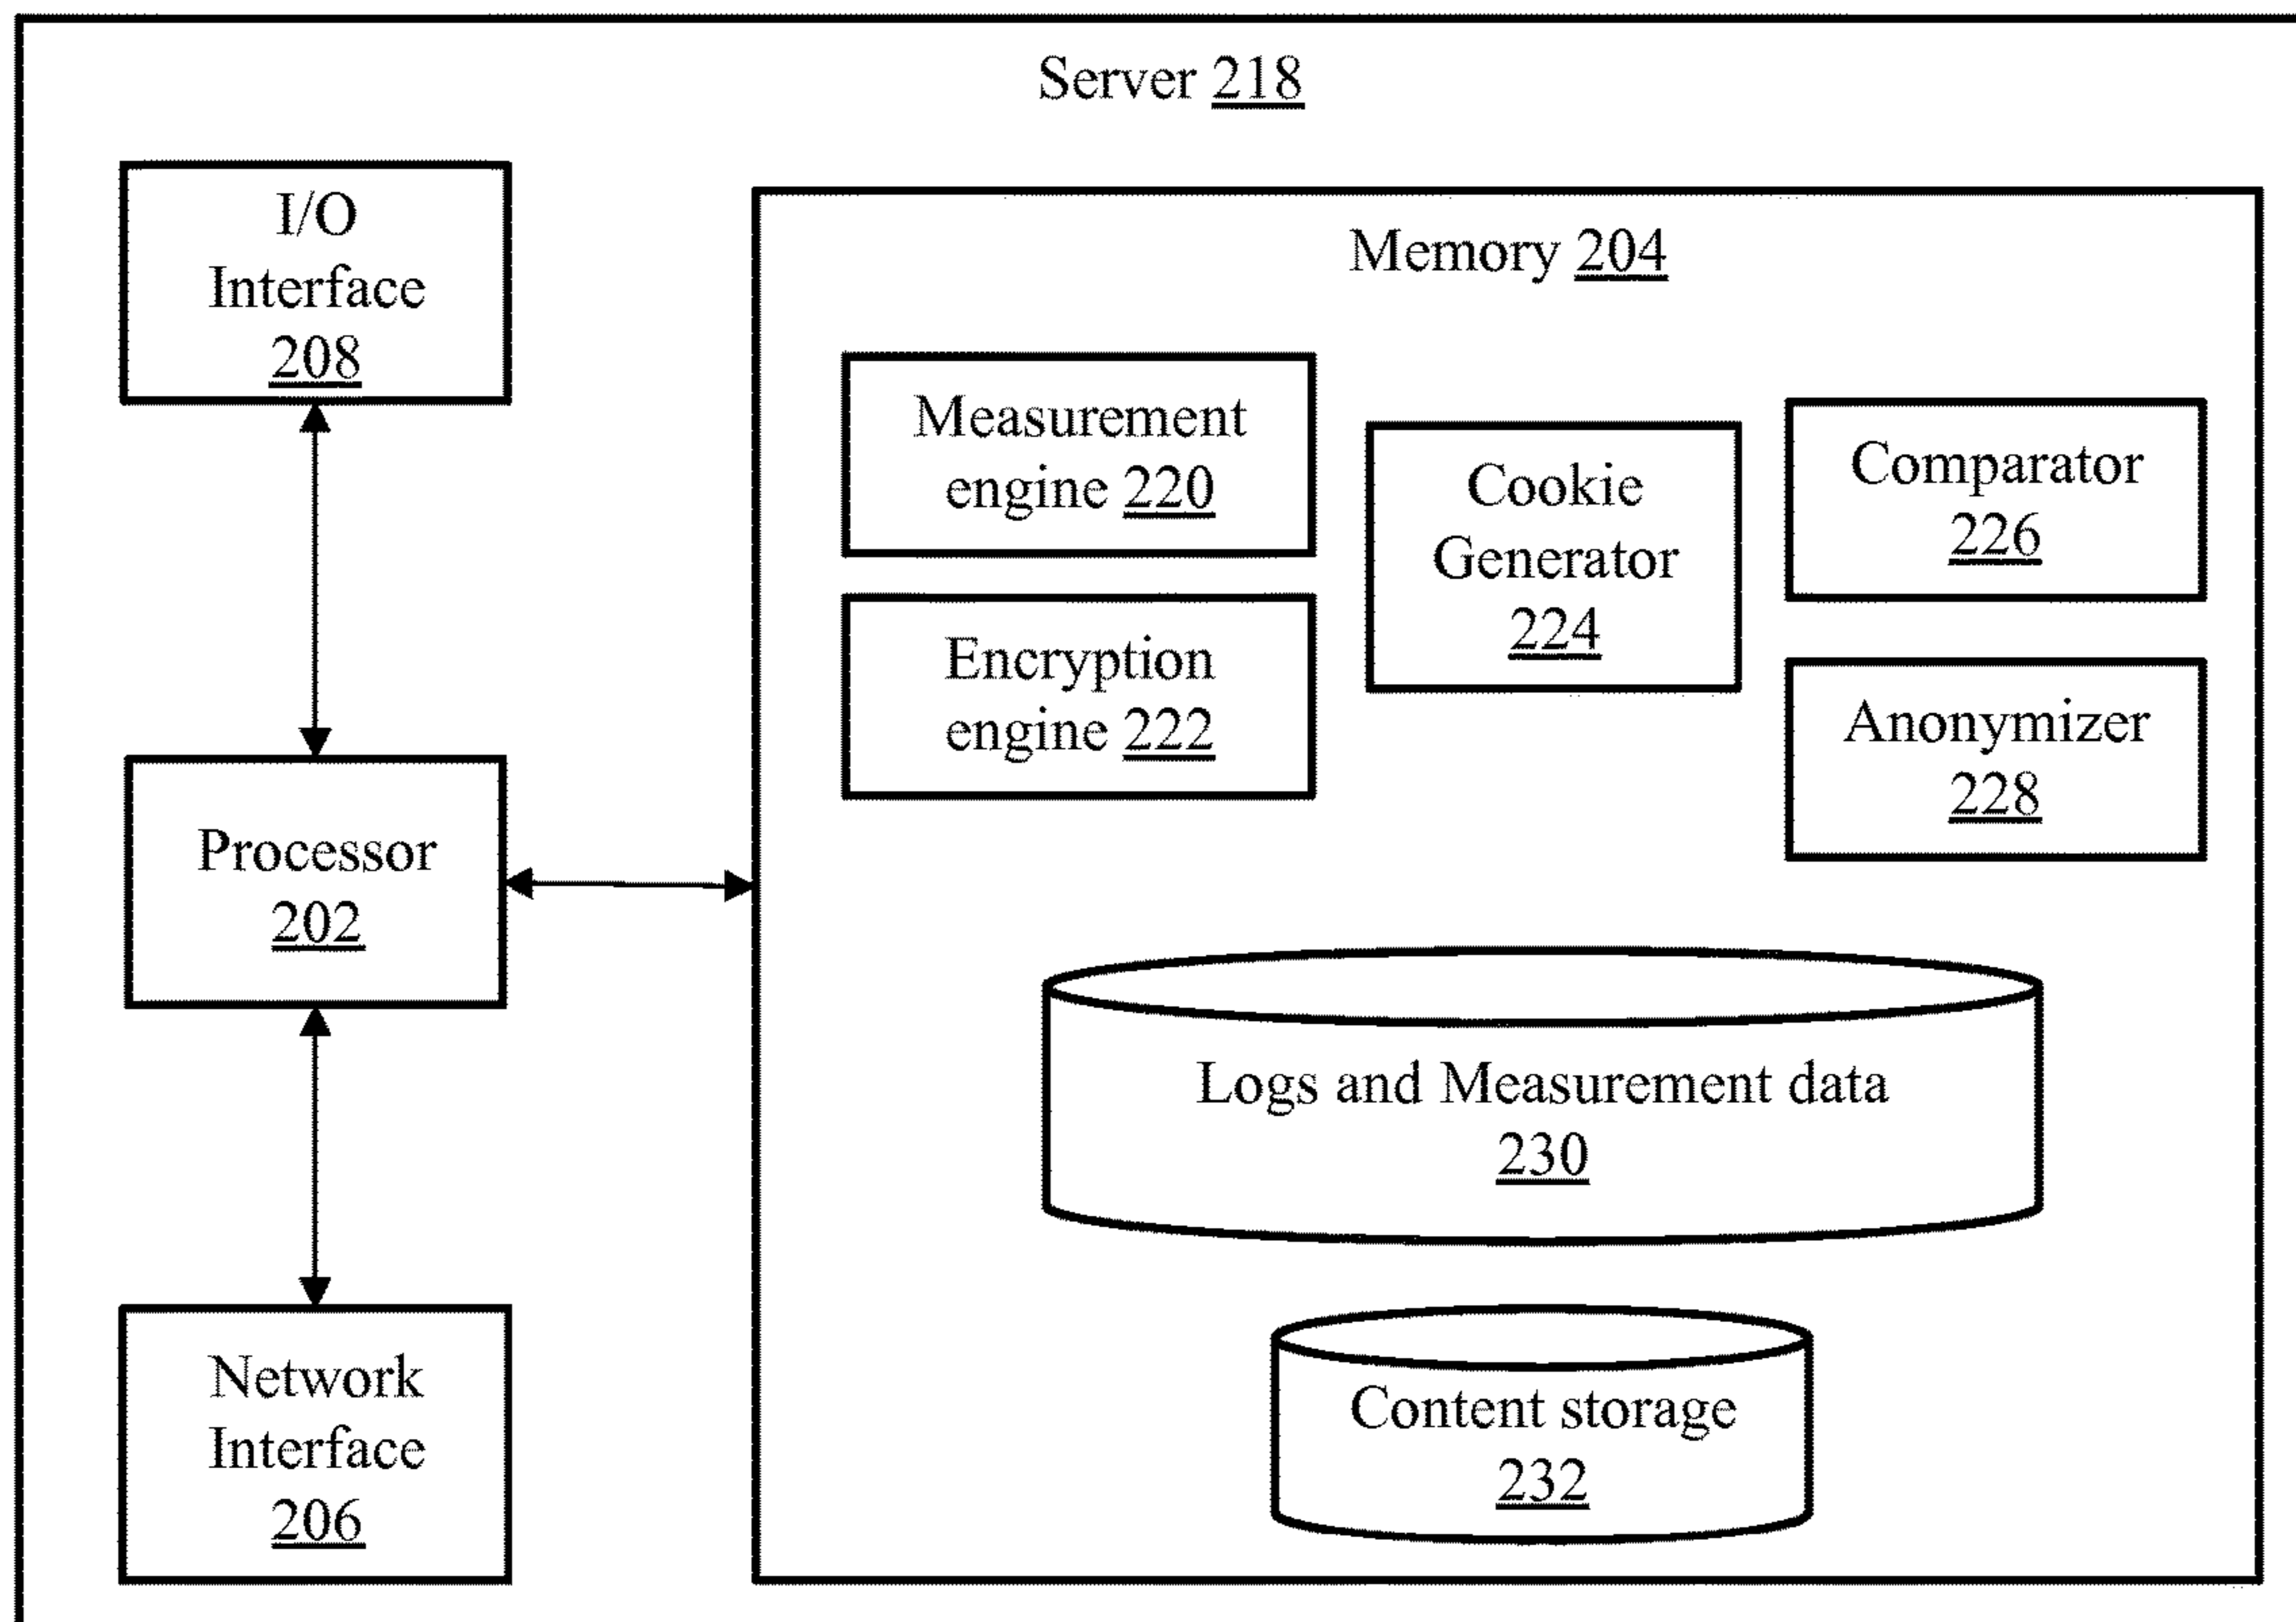 Server 218
I/O
Interface
208
Processor
202
Network
Interface
206
Memory 204
Measurement
engine 220
Encryption
engine 222
Cookie
Generator
224
Comparator
226
Anonymizer
228
Logs and Measurement data
230
Content storage
232